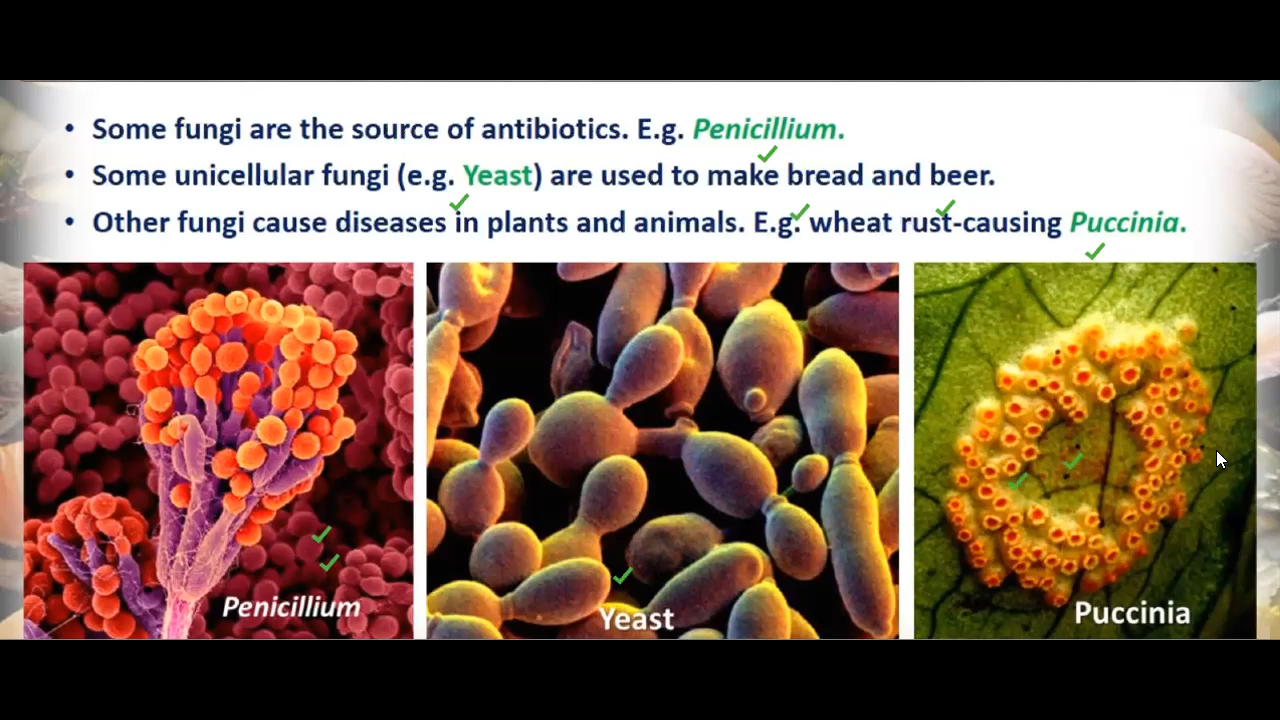 • Some fungi are the source of antibiotics. E.g. Penicillium.
• Some unicellular fungi (e.g. Yeast) are used to make bread and beer.
• Other fungi cause diseases in plants and animals. E.g. wheat rust-causing Puccinia.
Penicillium
Yeast
Puccinia